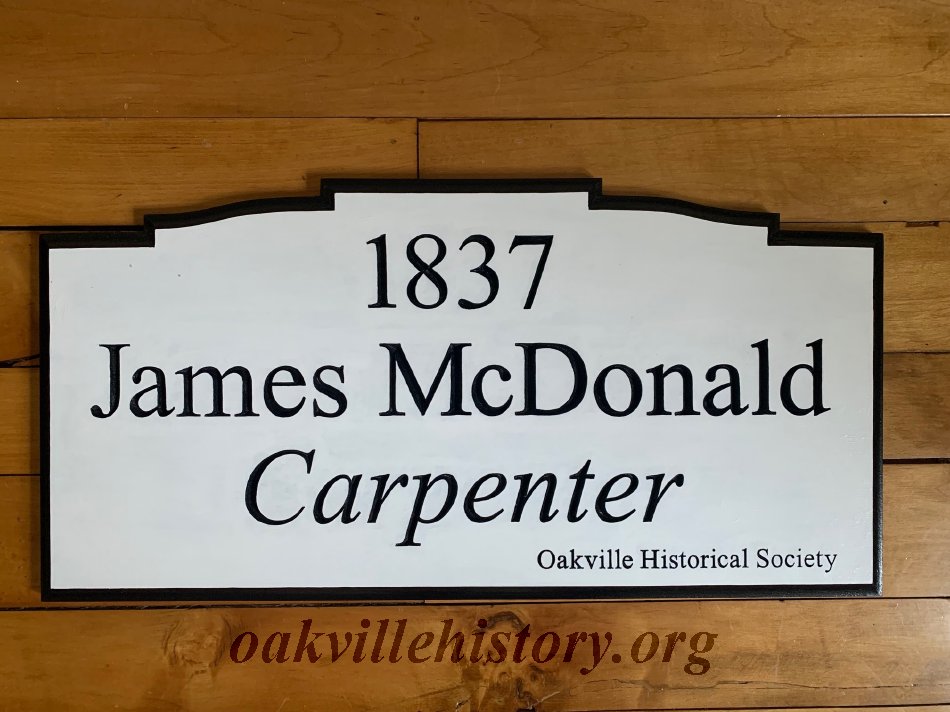 1837
James McDonald
Carpenter
Oakville Historical Society
oakvillehistory.org